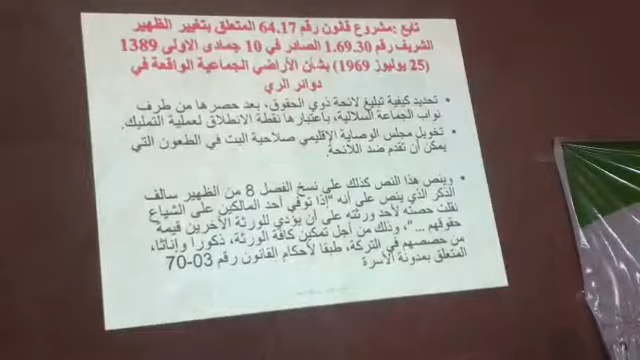 تابع :مشروع قانون رقم 64.17 المتعلق بتغيير الظهير
الشريف رقم 1.69.30 الصادر في 10 جمادى الاولى 1389
(25 يوليوز 1969) بشأن الأراضي الجماعية الواقعة في
دوائر الري
• تحديد كيفية تبليغ لائحة ذوي الحقوق، بعد حصرها من طرف
نواب الجماعة السلالية، باعتبارها نقطة الانطلاق لعملية التمليك.
• تخويل مجلس الوصاية الإقليمي صلاحية البت في الطعون التي
يمكن أن تقدم ضد اللائحة.
• وينص هذا النص كذلك على نسخ الفصل 8 من الظهير سالف
الذكر الذي ينص على أنه "إذا توفي أحد المالكين على الشياع
نقلت حصته لأحد ورثته على أن يؤدي للورثة الآخرين قيمة
حقوقهم ..."، وذلك من أجل تمكين كافة الورثة، ذكورا وإناثا،
من حصصهم في التركة، طبقا لأحكام القانون رقم 03-70
المتعلق بمدونة الأسرة